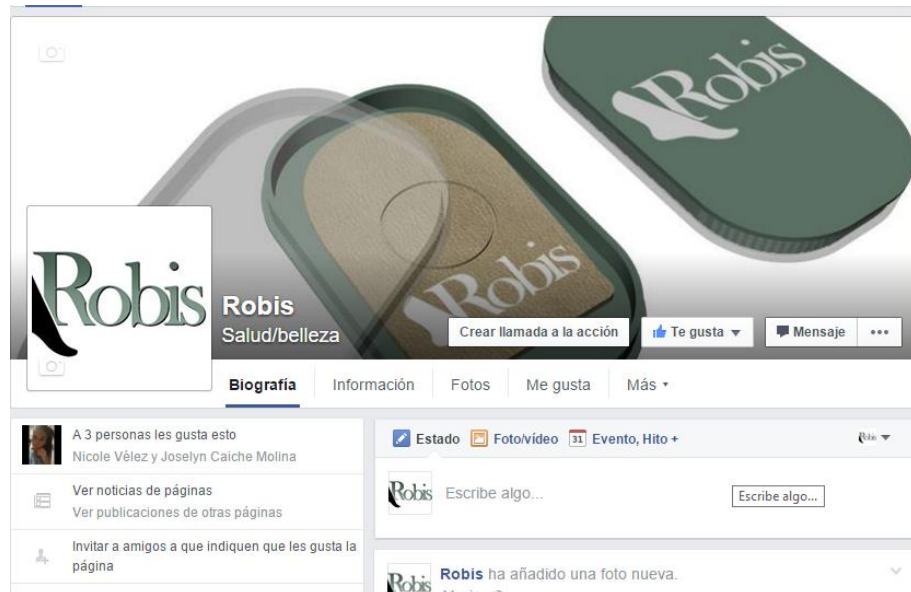 Robis
Robis
Robis
Robis
Salud/belleza
Crear llamada a la acción
Te gusta
Mensaje
Biografía
Información
Fotos
Me gusta
Más
A 3 personas les gusta esto
Nicole Vélez y Joselyn Caiche Molina
Ver noticias de páginas
Ver publicaciones de otras páginas
Invitar a amigos a que indiquen que les gusta la
página
Estado
Foto/vídeo
31
Evento, Hito +
Robis
Robis
Escribe algo...
Escribe algo...
Robis
Robis ha añadido una foto nueva.